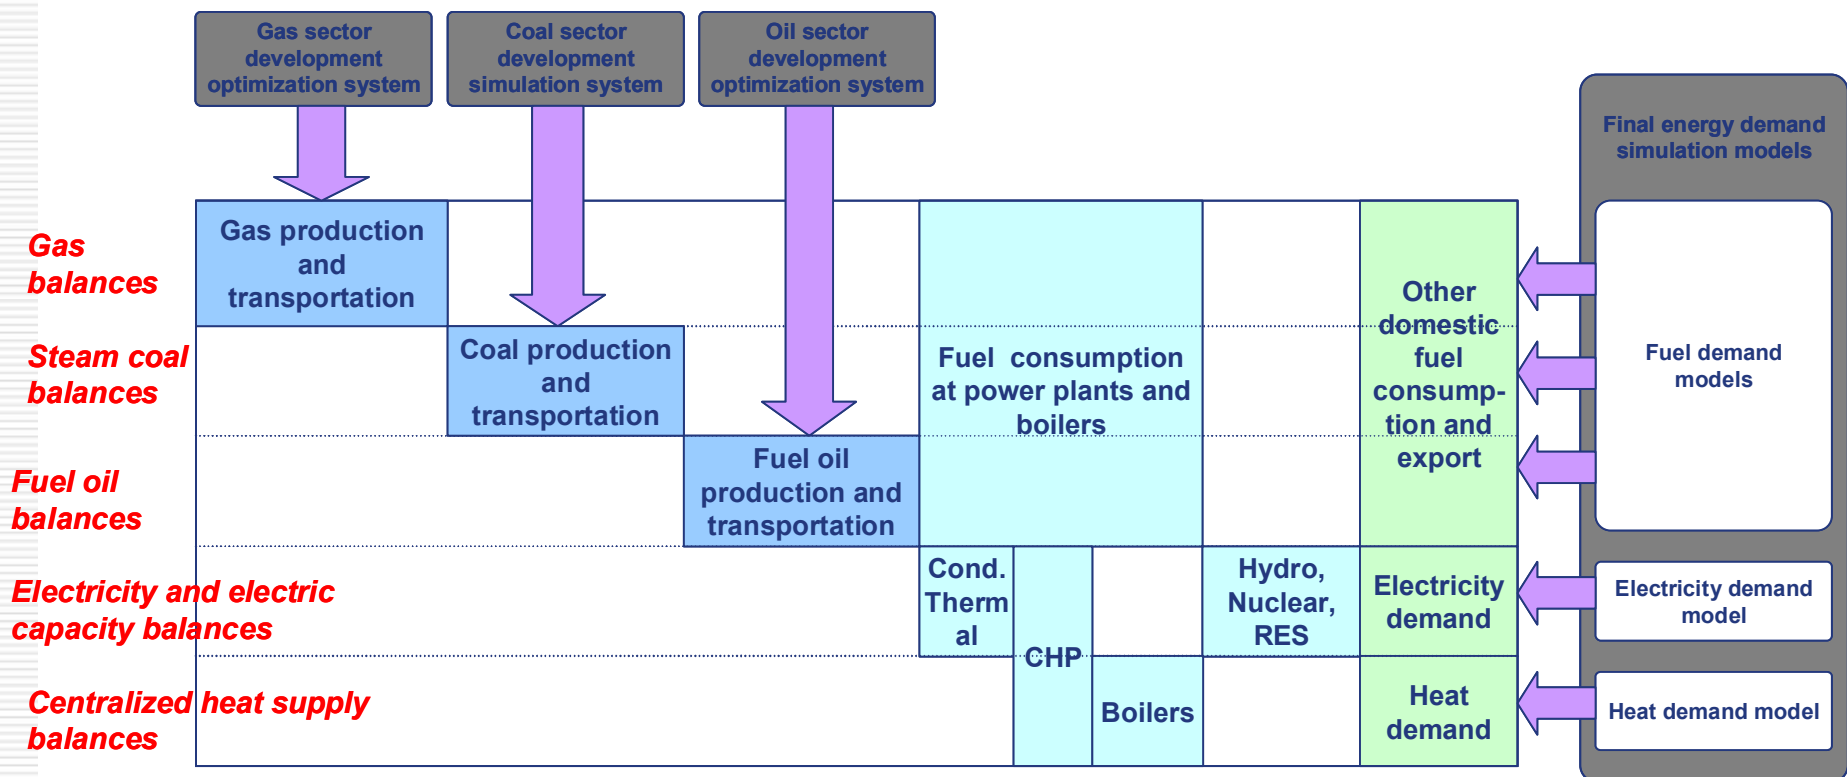 Gas sector
development
optimization system
Coal sector
development
simulation system
Oil sector
development
optimization system
Final energy demand
simulation models
Gas
balances
Gas production
and
transportation
Steam coal
balances
Coal production
and
transportation
Fuel oil
balances
Fuel oil
production and
transportation
Fuel consumption
at power plants and
boilers
Other
domestic
fuel
consump-
tion and
export
Fuel demand
models
Electricity and electric
capacity balances
Cond.
Therm
al
CHP
Hydro,
Nuclear,
RES
Electricity
demand
Electricity demand
model
Centralized heat supply
balances
Boilers
Heat
demand
Heat demand model